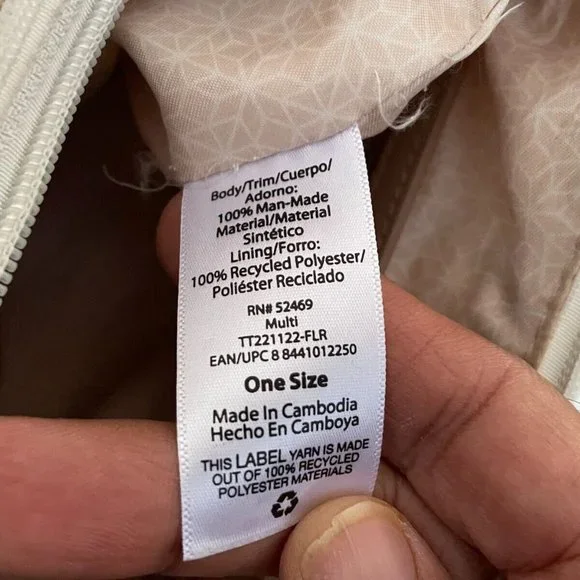 Body/Trim/Cuerpo/
Adorno:
100% Man-Made
Material/Material
Sintético
Lining/Forro:
100% Recycled Polyester/
Poliéster Reciclado
RN# 52469
Multi
TT221122-FLR
EAN/UPC 8 8441012250
One Size
Made In Cambodia
Hecho En Camboya
THIS LABEL YARN IS MADE
OUT OF 100% RECYCLED
POLYESTER MATERIALS